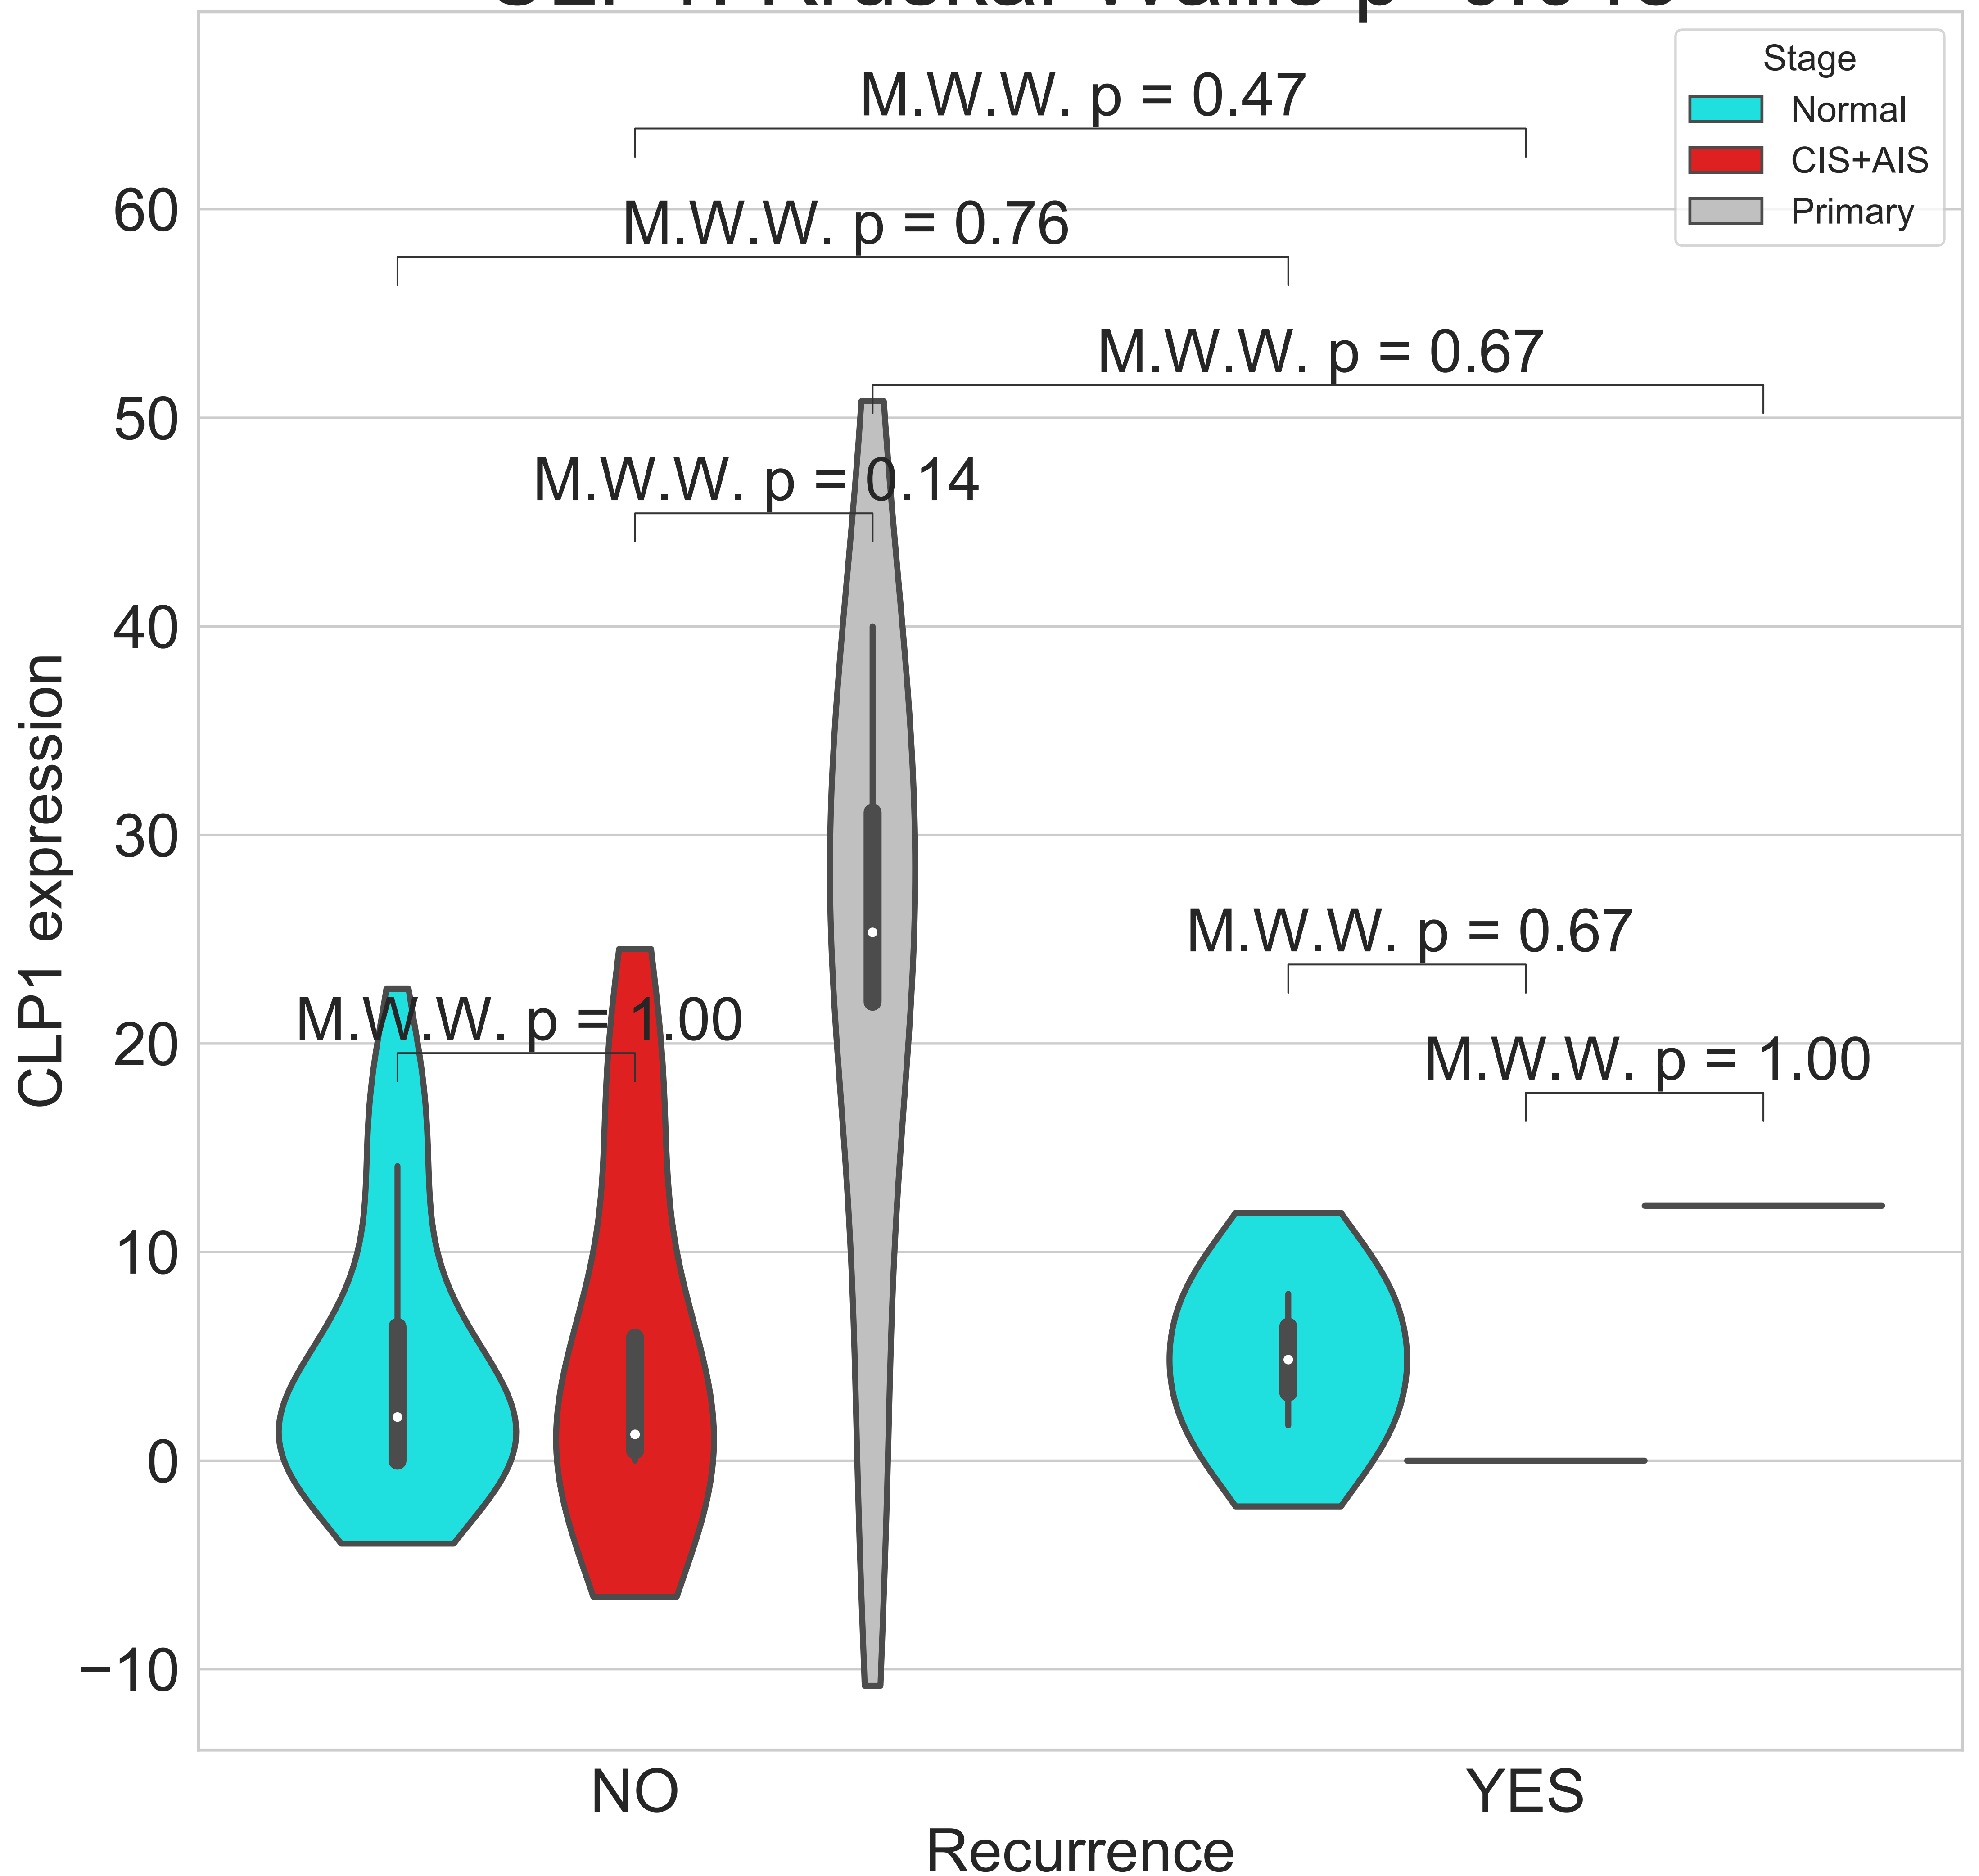 Stage
Normal
CIS+AIS
Primary
M.W.W. p = 0.47
M.W.W. p = 0.76
M.W.W. p = 0.67
M.W.W. p = 0.14
M.W.W. p = 0.67
M.W.W. p = 1.00
M.W.W. p = 1.00
60
50
40
30
20
10
0
−10
CLP1 expression
NO
YES
Recurrence